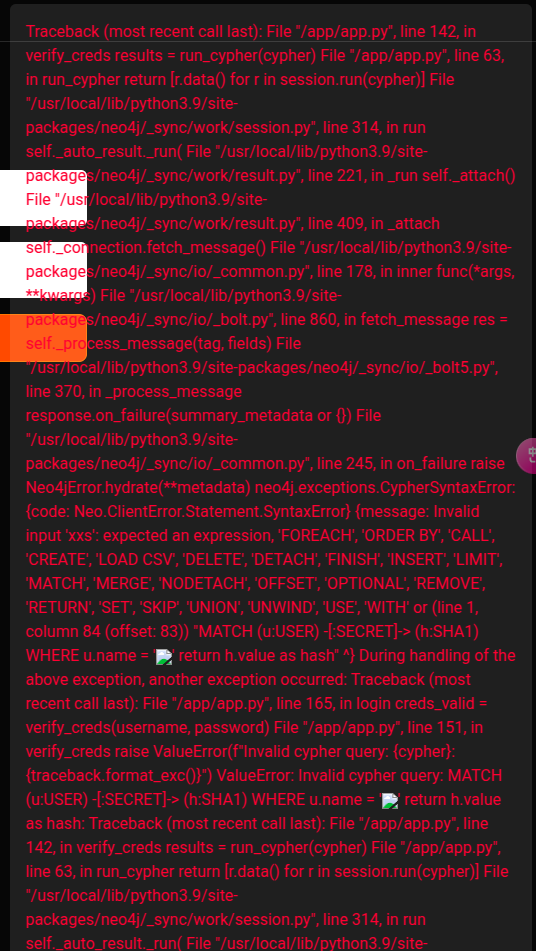 Traceback (most recent call last): File "/app/app.py", line 142, in
verify_creds results = run_cypher(cypher) File "/app/app.py", line 63,
in run_cypher return [r.data() for r in session.run(cypher)] File
"/usr/local/lib/python3.9/site-
packages/neo4j/_sync/work/session.py", line 314, in run
self._auto_result._run( File "/usr/local/lib/python3.9/site-
packages/neo4j/_sync/work/result.py", line 221, in _run self._attach()
File "/usr/local/lib/python3.9/site-
packages/neo4j/_sync/work/result.py", line 409, in _attach
self._connection.fetch_message() File "/usr/local/lib/python3.9/site-
packages/neo4j/_sync/io/_common.py", line 178, in inner func(*args,
**kwargs) File "/usr/local/lib/python3.9/site-
packages/neo4j/_sync/io/_bolt.py", line 860, in fetch_message res =
self._process_message(tag, fields) File
"/usr/local/lib/python3.9/site-packages/neo4j/_sync/io/_bolt5.py",
line 370, in _process_message
response.on_failure(summary_metadata or {}) File
"/usr/local/lib/python3.9/site-
packages/neo4j/_sync/io/_common.py", line 245, in on_failure raise
Neo4jError.hydrate(**metadata) neo4j.exceptions.CypherSyntaxError:
{code: Neo.ClientError.Statement.SyntaxError} {message: Invalid
input 'xxs': expected an expression, 'FOREACH', 'ORDER BY', 'CALL',
'CREATE', 'LOAD CSV', 'DELETE', 'DETACH', 'FINISH', 'INSERT', 'LIMIT',
'MATCH', 'MERGE', 'NODETACH', 'OFFSET', 'OPTIONAL', 'REMOVE',
'RETURN', 'SET', 'SKIP', 'UNION', 'UNWIND', 'USE', 'WITH' or (line 1,
column 84 (offset: 83)) "MATCH (u:USER) -[:SECRET]-> (h:SHA1)
WHERE u.name = '' return h.value as hash" ^} During handling of the
above exception, another exception occurred: Traceback (most
recent call last): File "/app/app.py", line 165, in login creds_valid =
verify_creds(username, password) File "/app/app.py", line 151, in
verify_creds raise ValueError(f"Invalid cypher query: {cypher}:
{traceback.format_exc()}") ValueError: Invalid cypher query: MATCH
(u:USER) -[:SECRET]-> (h:SHA1) WHERE u.name = '' return h.value
as hash: Traceback (most recent call last): File "/app/app.py", line
142, in verify_creds results = run_cypher(cypher) File "/app/app.py",
line 63, in run_cypher return [r.data() for r in session.run(cypher)] File
"/usr/local/lib/python3.9/site-
packages/neo4j/_sync/work/session.py", line 314, in run
self._auto_result._run( File "/usr/local/lib/python3.9/site-